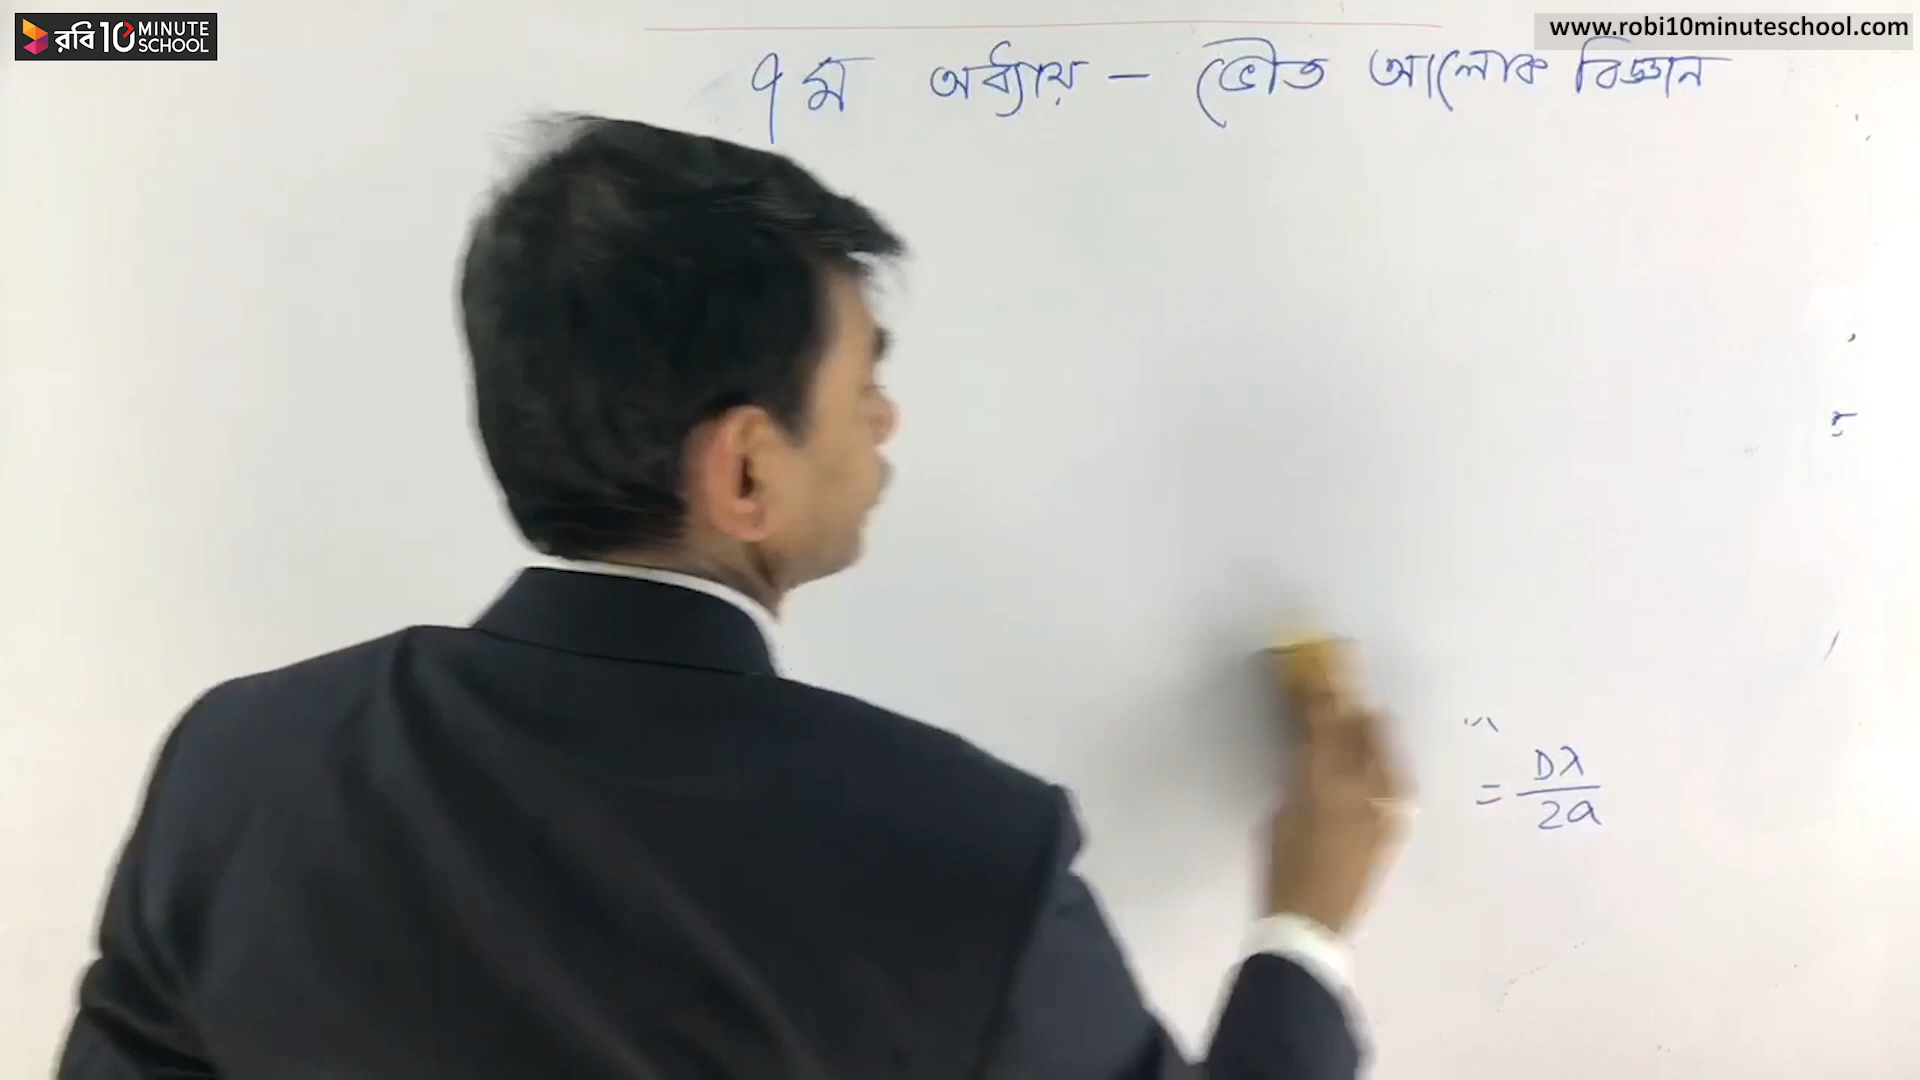 রবি 10 MINUTE SCHOOL
www.robi10minuteschool.com
৭ম অধ্যায় - ভৌত আলোক বিজ্ঞান
= Dλ / 2a